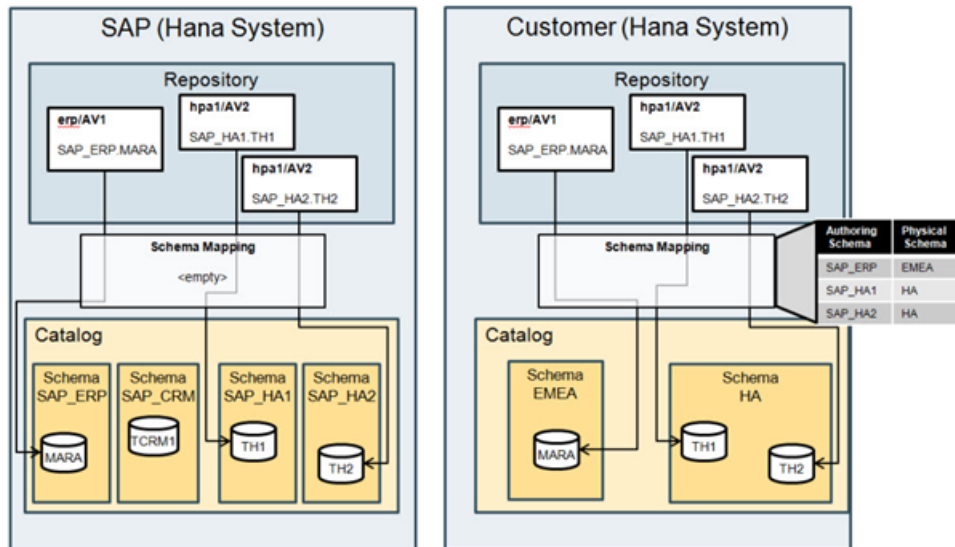 SAP (Hana System)
Repository
erp/AV1
SAP_ERP.MARA
hpa1/AV2
SAP_HA1.TH1
hpa1/AV2
SAP_HA2.TH2
Schema Mapping
<empty>
Catalog
Schema
SAP_ERP
MARA
Schema
SAP_CRM
TCRM1
Schema
SAP_HA1
TH1
Schema
SAP_HA2
TH2
Customer (Hana System)
Repository
erp/AV1
SAP_ERP.MARA
hpa1/AV2
SAP_HA1.TH1
hpa1/AV2
SAP_HA2.TH2
Schema Mapping
Authoring Schema Physical Schema
SAP_ERP EMEA
SAP_HA1 HA
SAP_HA2 HA
Catalog
Schema
EMEA
MARA
Schema
HA
TH1
TH2